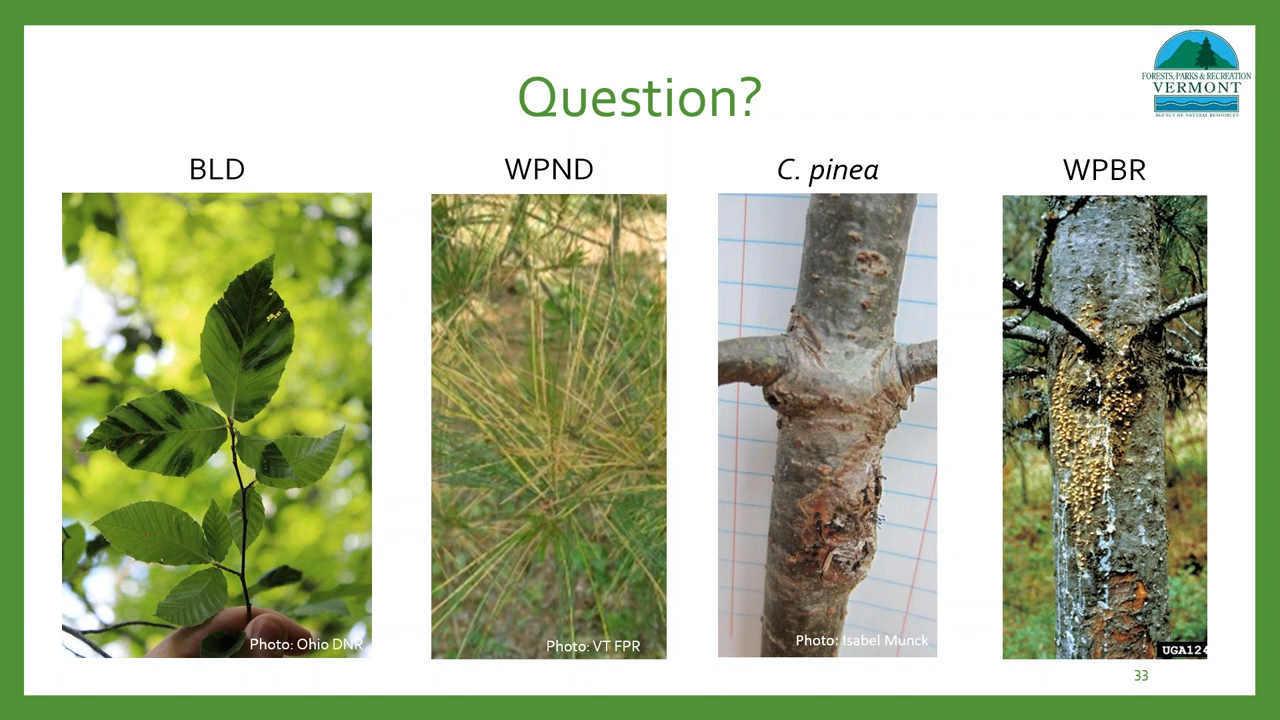 Question?
FORESTS, PARKS & RECREATION
VERMONT
AGENCY OF NATURAL RESOURCES
BLD
WPND
C. pinea
WPBR
Photo: Ohio DNR
Photo: VT FPR
Photo: Isabel Munck
UGA124
33